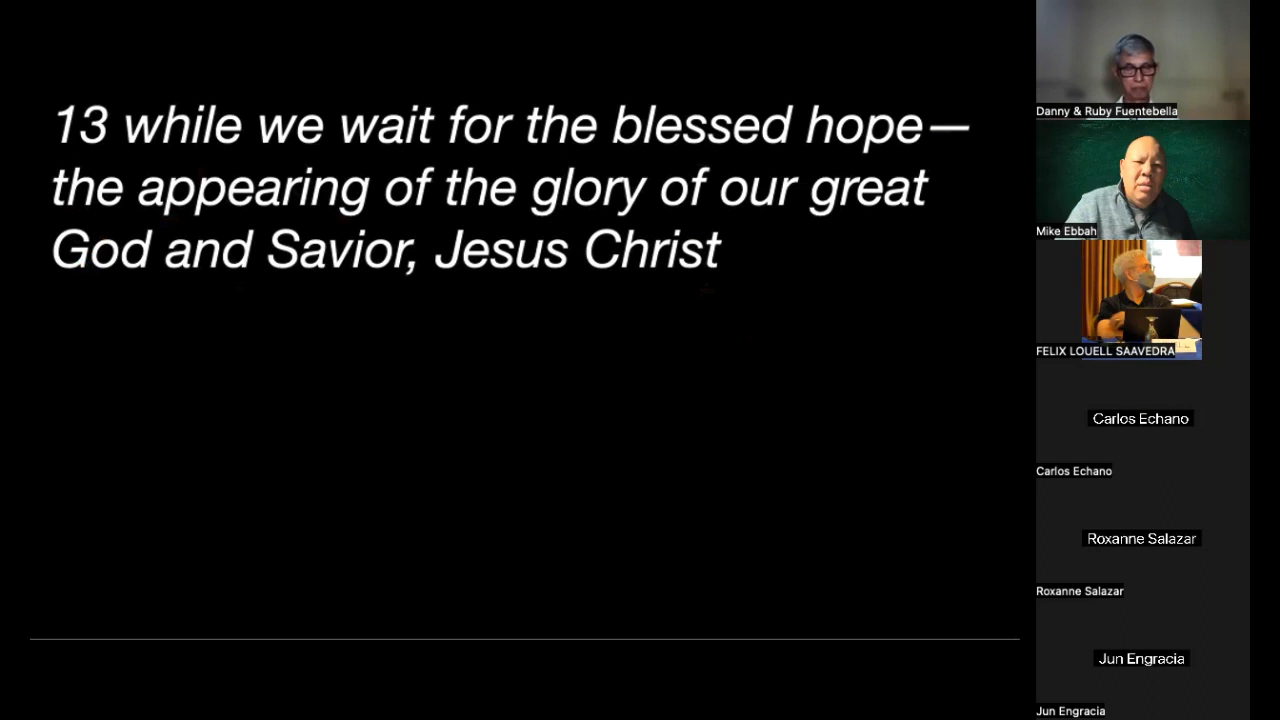 13 while we wait for the blessed hope—
the appearing of the glory of our great
God and Savior, Jesus Christ
Danny & Ruby Fuentebella
Mike Ebbah
FELIX LOUELL SAAVEDRA
Carlos Echano
Carlos Echano
Roxanne Salazar
Roxanne Salazar
Jun Engracia
Jun Engracia